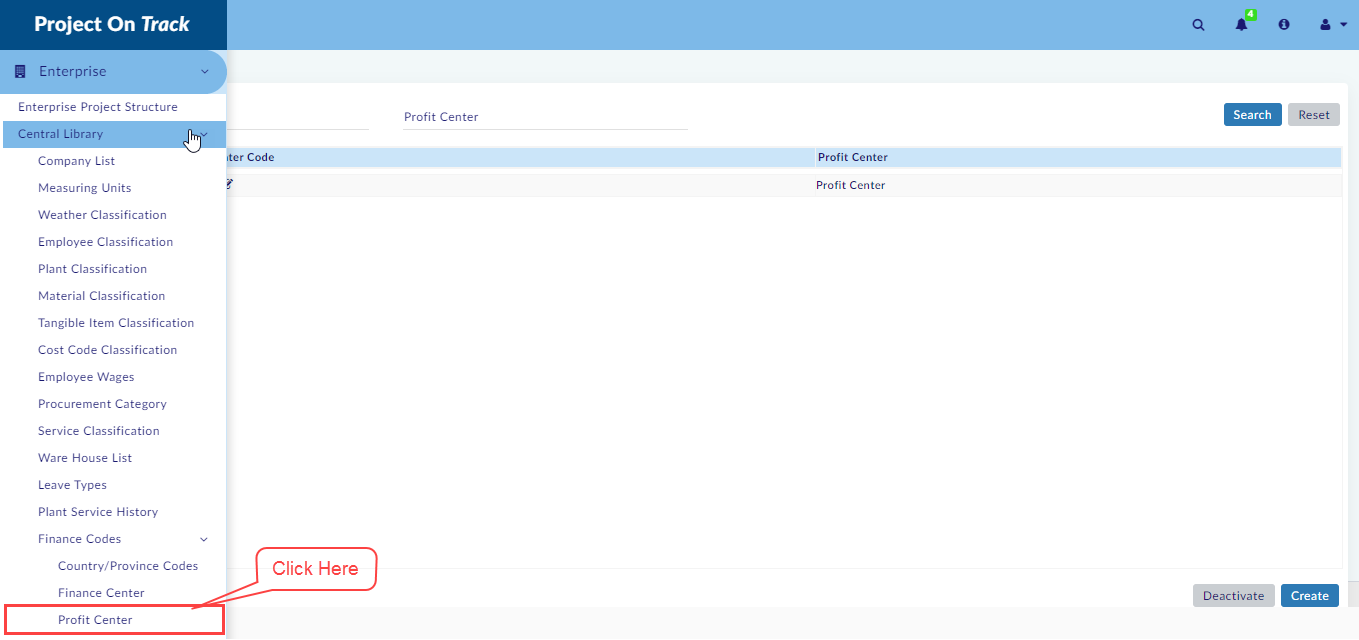 Project On Track
4
Enterprise
Enterprise Project Structure
Central Library
Company List
Measuring Units
Weather Classification
Employee Classification
Plant Classification
Material Classification
Tangible Item Classification
Cost Code Classification
Employee Wages
Procurement Category
Service Classification
Ware House List
Leave Types
Plant Service History
Finance Codes
Country/Province Codes
Finance Center
Profit Center
Profit Center
Search Reset
Code Profit Center
Profit Center
Click Here
Deactivate Create